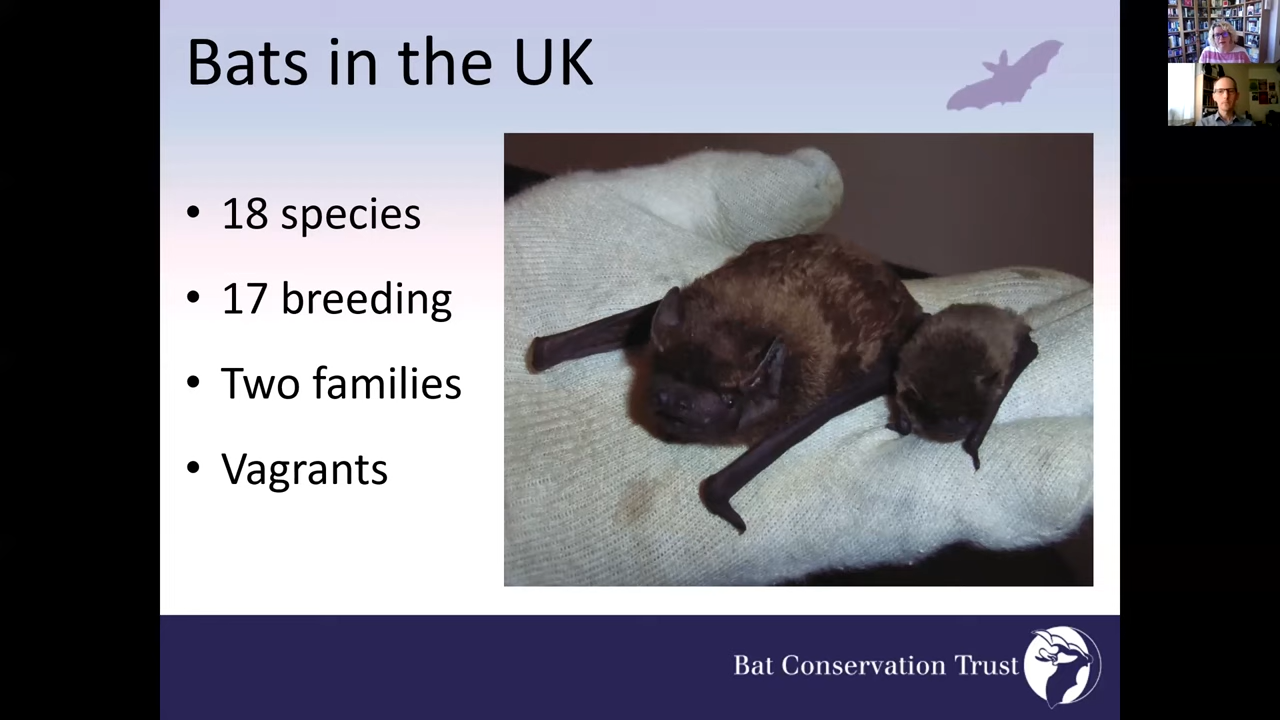 Bats in the UK
• 18 species
• 17 breeding
• Two families
• Vagrants
Bat Conservation Trust